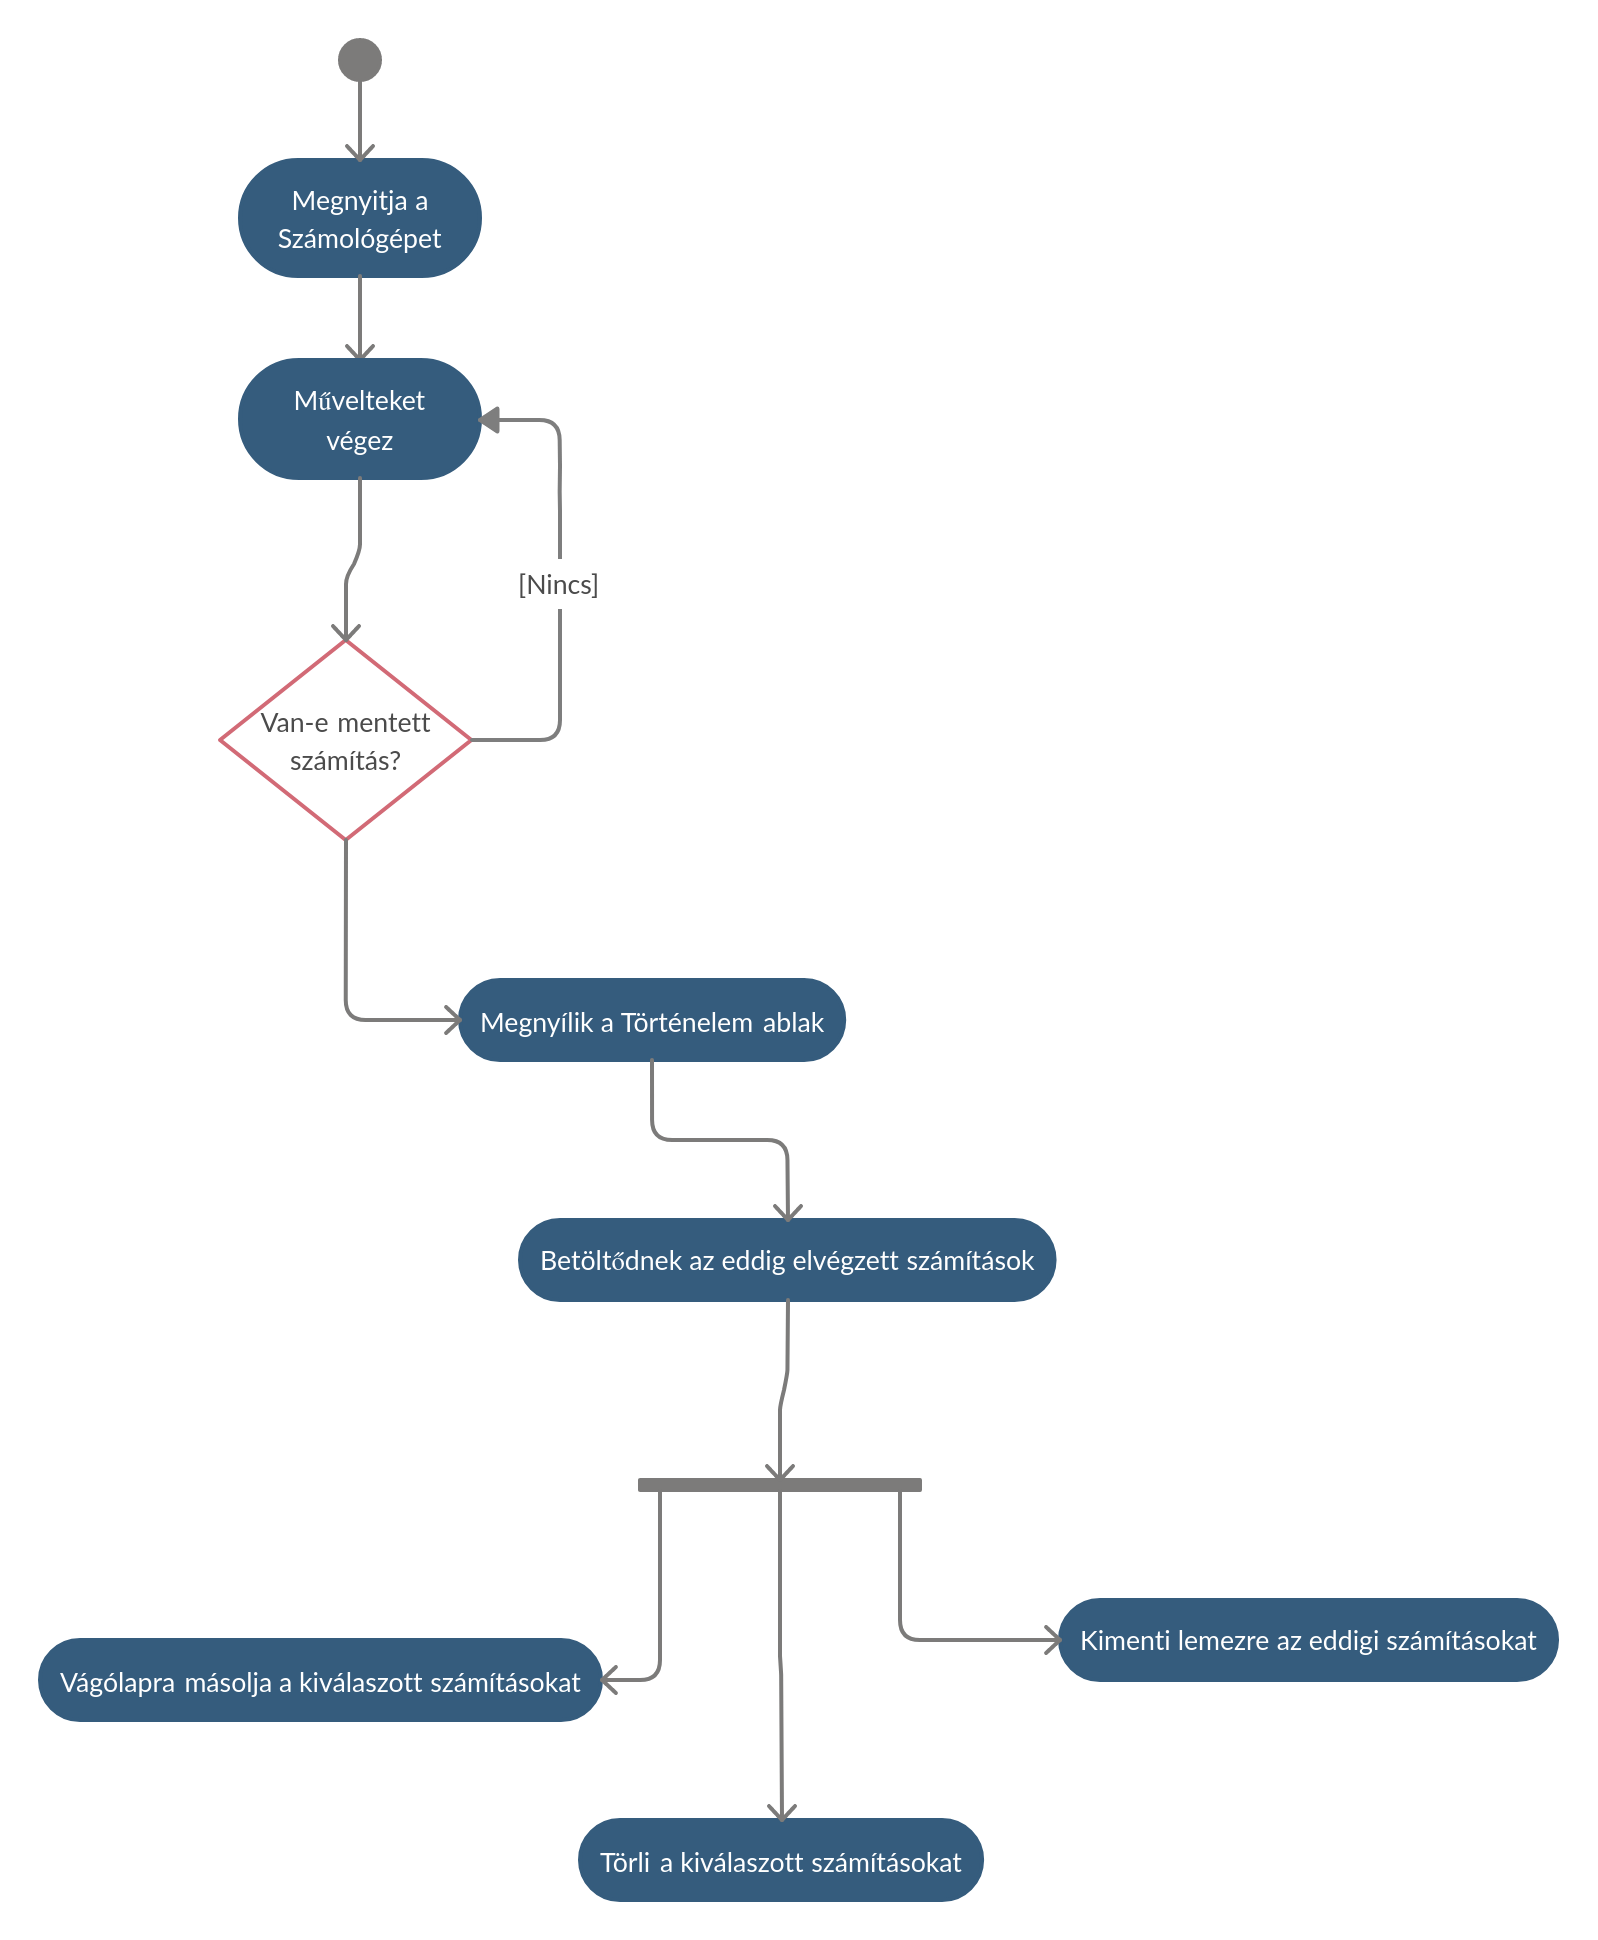 Megnyitja a
Számológépet
Művelteket
végez
[Nincs]
Van-e mentett
számítás?
Megnyílik a Történelem ablak
Betöltődnek az eddig elvégzett számítások
Kimenti lemezre az eddigi számításokat
Vágólapra másolja a kiválaszott számításokat
Törli a kiválaszott számításokat